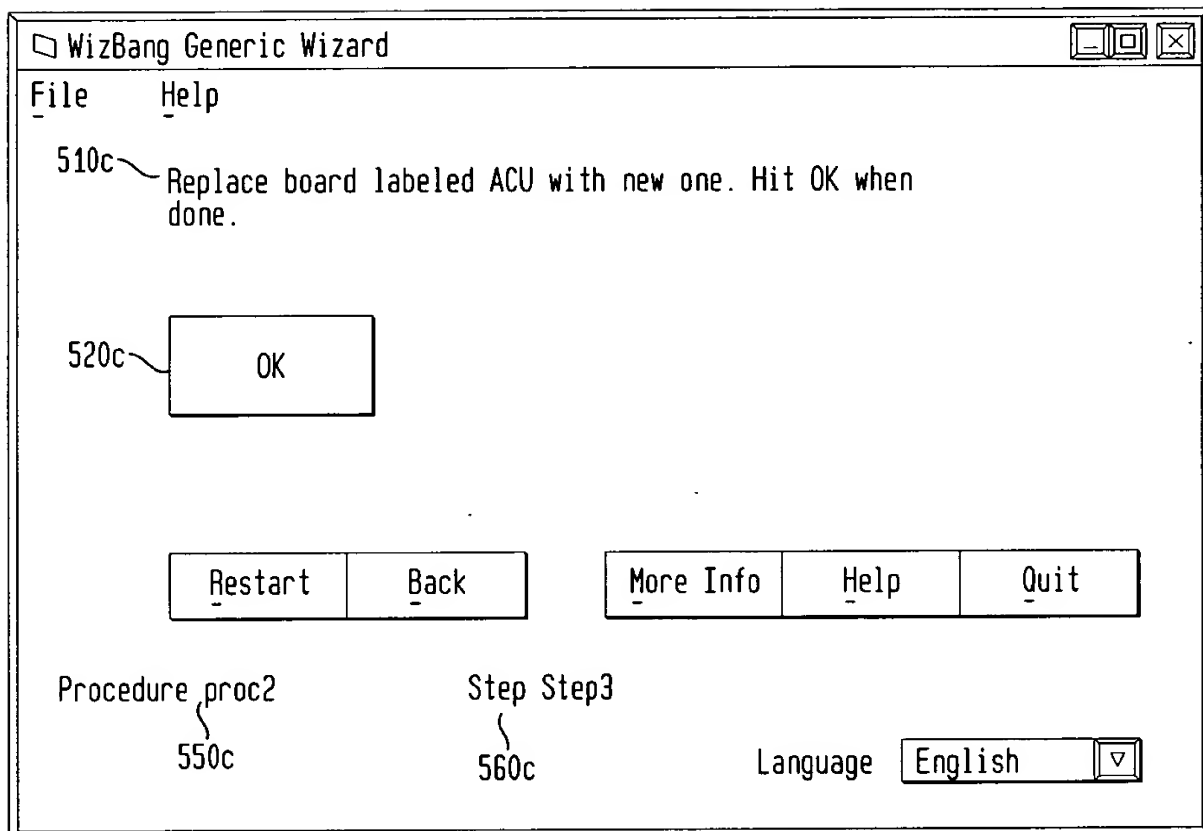 WizBang Generic Wizard
File Help
510c
Replace board labeled ACU with new one. Hit OK when
done.
520c
OK
Restart Back More Info Help Quit
Procedure proc2 Step Step3
550c 560c
Language English